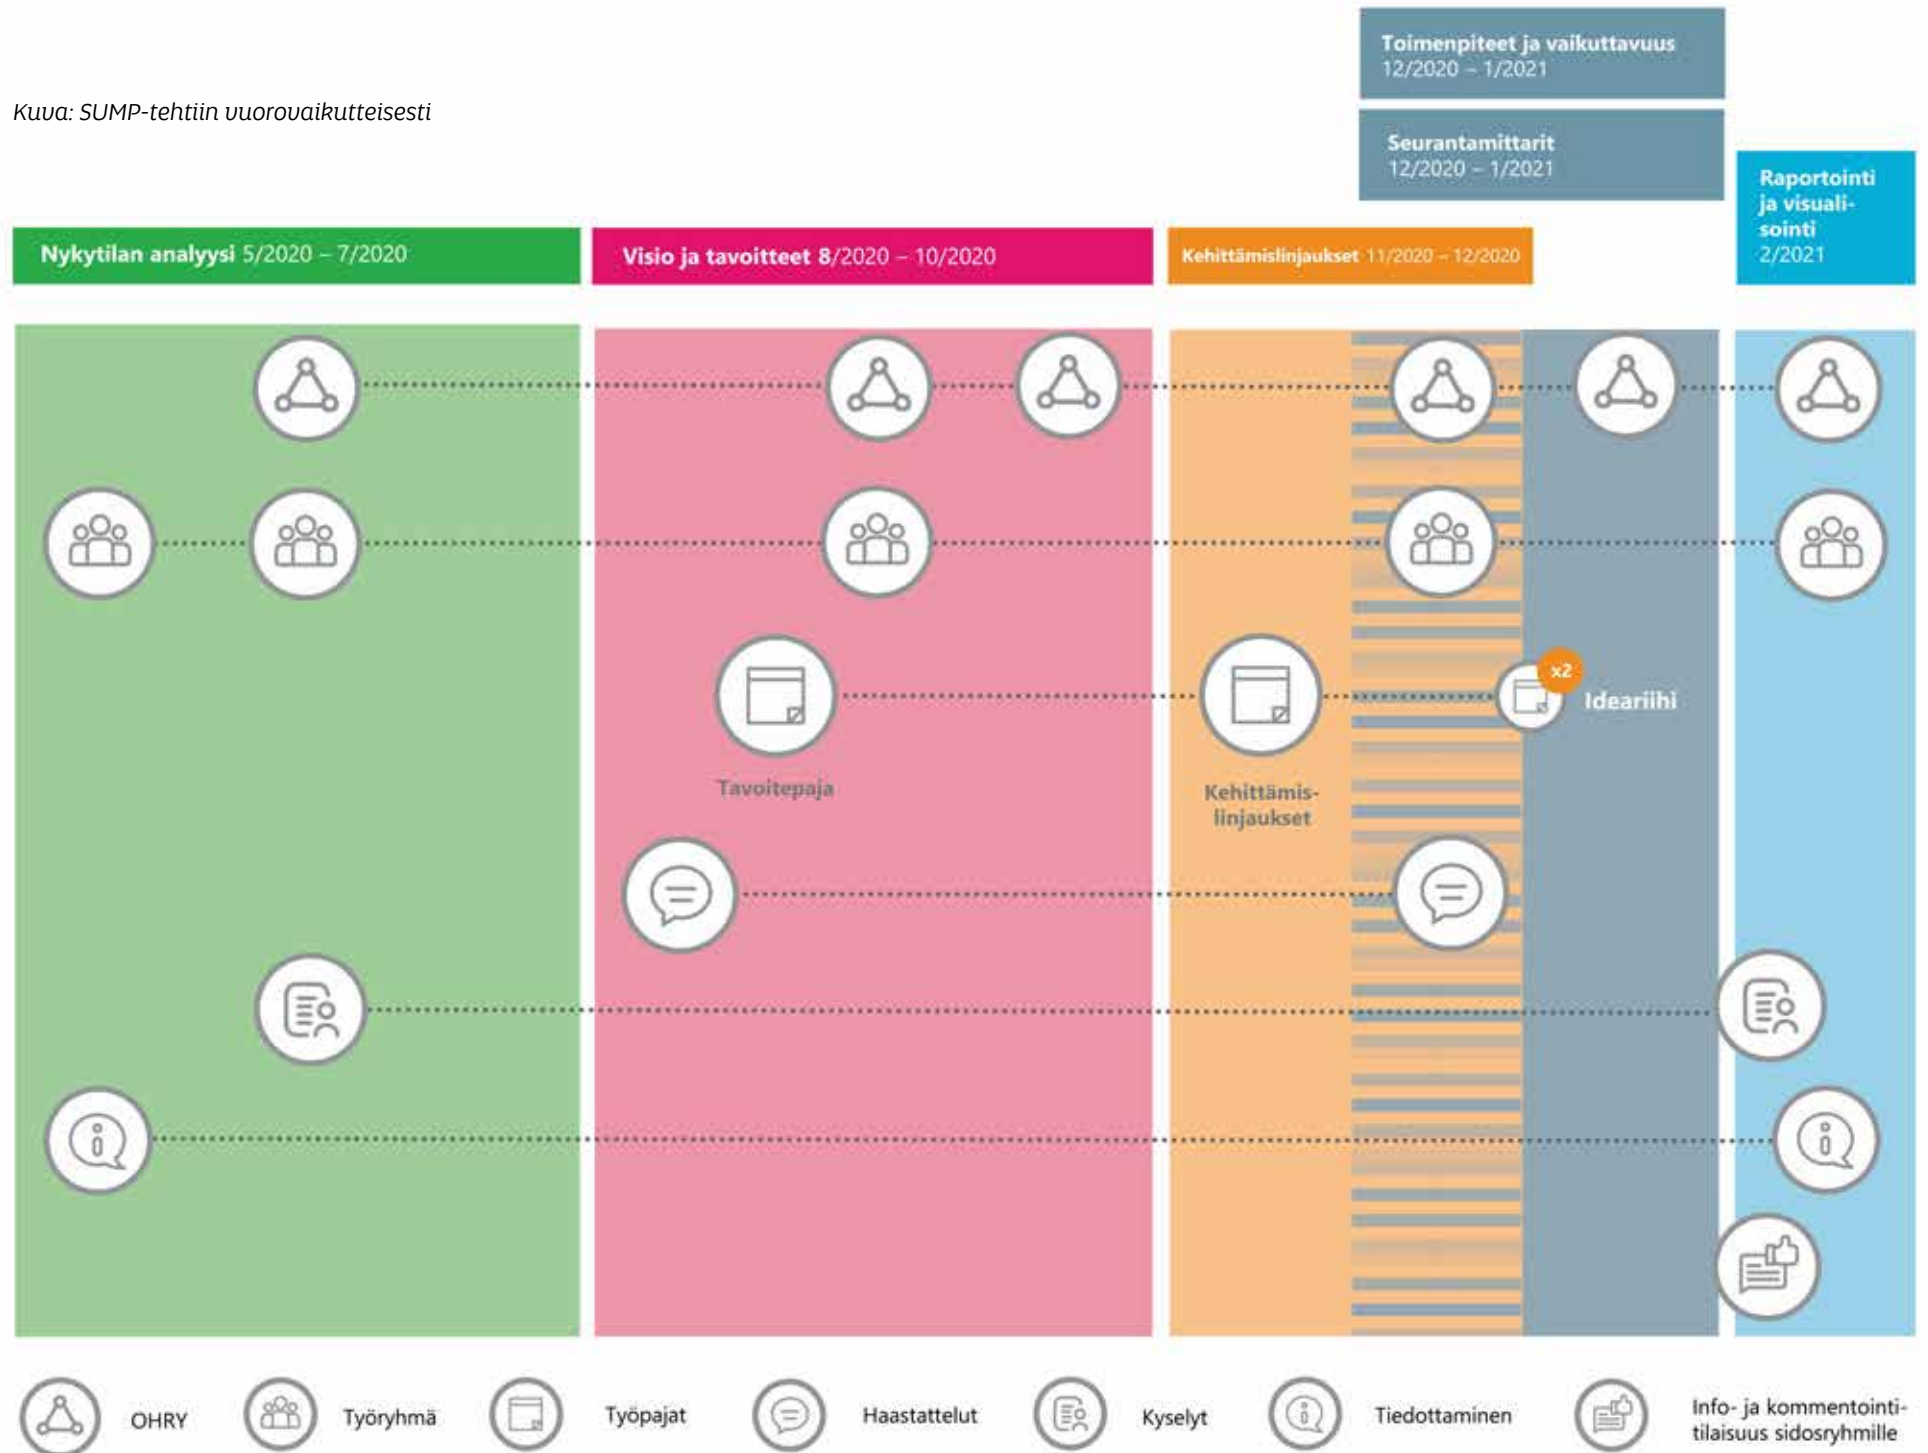 Kuva: SUMP-tehtiin vuorovaikutteisesti
Toimenpiteet ja vaikuttavuus
12/2020 – 1/2021
Seurantamittarit
12/2020 – 1/2021
Raportointi
ja visuali-
sointi
2/2021
Nykytilan analyysi 5/2020 – 7/2020
Visio ja tavoitteet 8/2020 – 10/2020
Kehittämislinjaukset 11/2020 – 12/2020
x2
Ideariihi
Tavoitepaja
Kehittämis-
linjaukset
OHRY
Työryhmä
Työpajat
Haastattelut
Kyselyt
Tiedottaminen
Info- ja kommentointi-
tilaisuus sidosryhmille